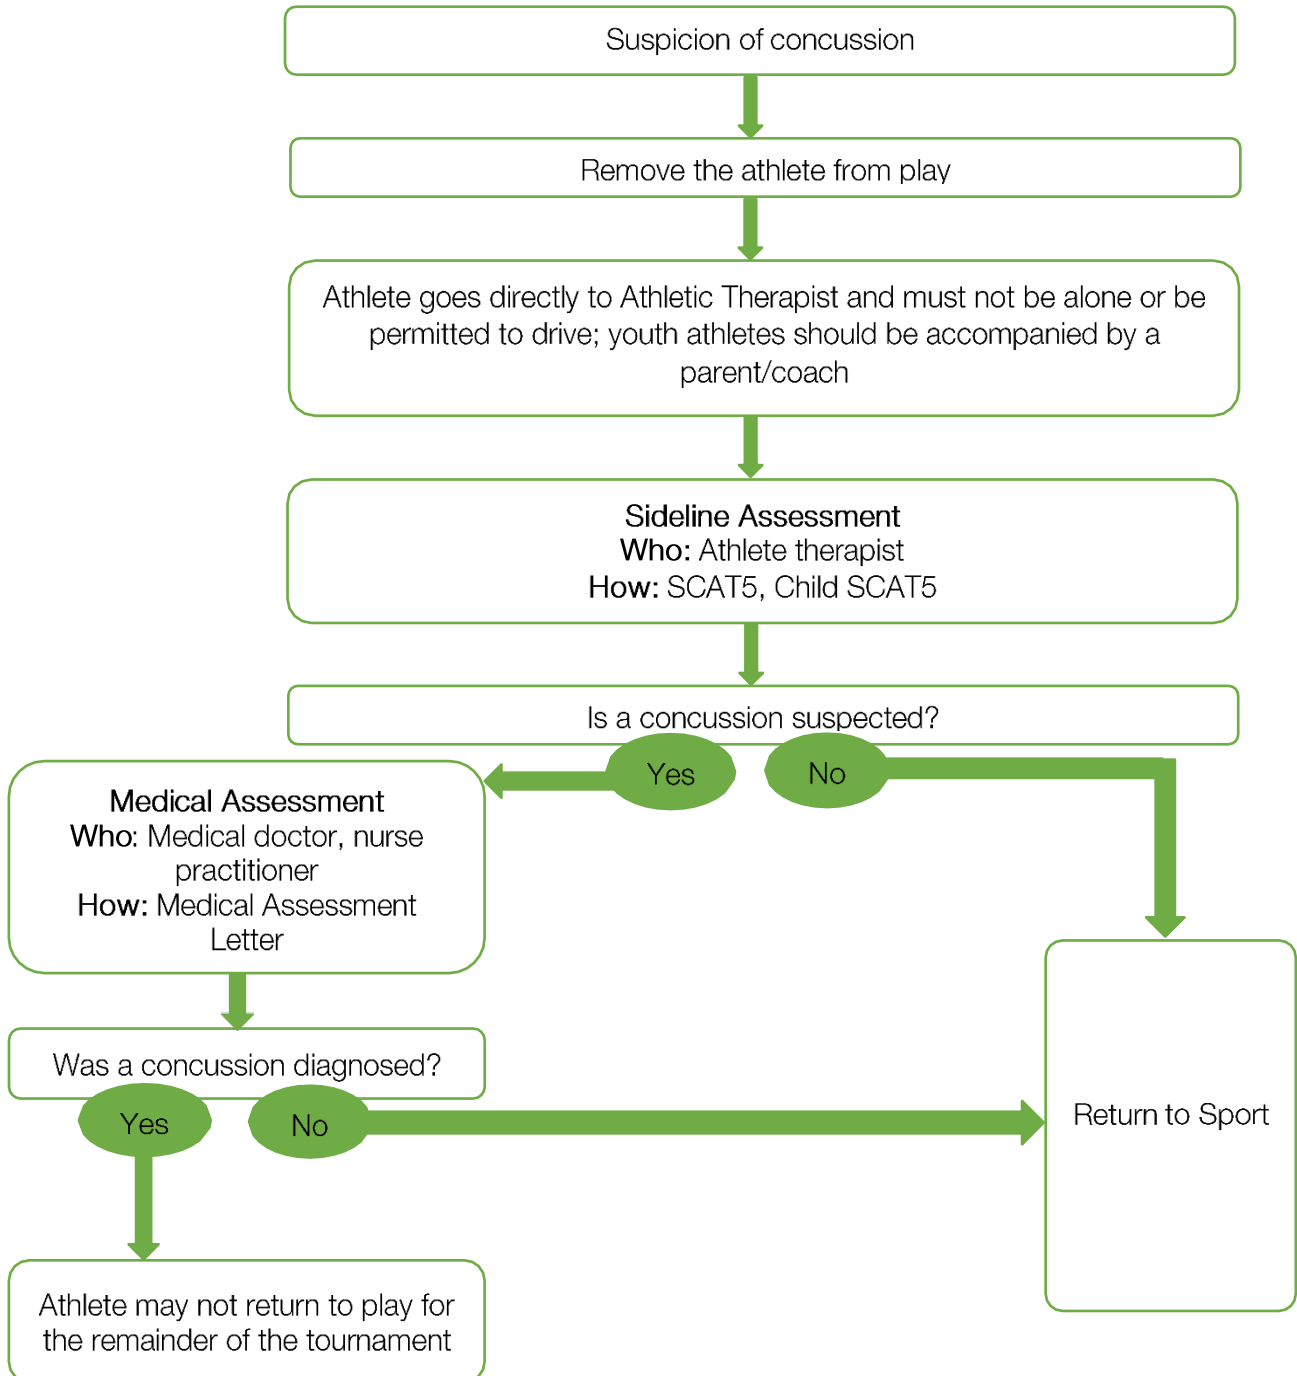 Suspicion of concussion
Remove the athlete from play
Athlete goes directly to Athletic Therapist and must not be alone or be
permitted to drive; youth athletes should be accompanied by a
parent/coach
Sideline Assessment
Who: Athlete therapist
How: SCAT5, Child SCAT5
Is a concussion suspected?
Yes
No
Medical Assessment
Who: Medical doctor, nurse
practitioner
How: Medical Assessment
Letter
Was a concussion diagnosed?
Yes
No
Return to Sport
Athlete may not return to play for
the remainder of the tournament